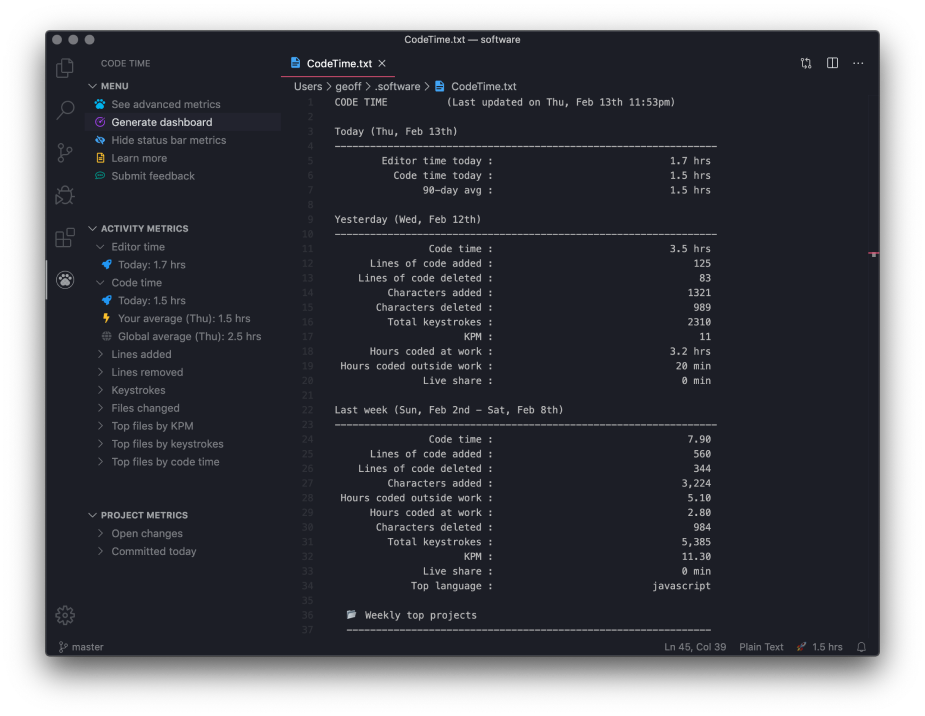 CodeTime.txt — software
CODE TIME
MENU
See advanced metrics
Generate dashboard
Hide status bar metrics
Learn more
Submit feedback
ACTIVITY METRICS
Editor time
Today: 1.7 hrs
Code time
Today: 1.5 hrs
Your average (Thu): 1.5 hrs
Global average (Thu): 2.5 hrs
Lines added
Lines removed
Keystrokes
Files changed
Top files by KPM
Top files by keystrokes
Top files by code time
PROJECT METRICS
Open changes
Committed today
CodeTime.txt
Users > geoff > .software > CodeTime.txt
1 CODE TIME (Last updated on Thu, Feb 13th 11:53pm)
2
3 Today (Thu, Feb 13th)
4 -----------------------------------------------------------------
5 Editor time today : 1.7 hrs
6 Code time today : 1.5 hrs
7 90-day avg : 1.5 hrs
8
9 Yesterday (Wed, Feb 12th)
10 -----------------------------------------------------------------
11 Code time : 3.5 hrs
12 Lines of code added : 125
13 Lines of code deleted : 83
14 Characters added : 1321
15 Characters deleted : 989
16 Total keystrokes : 2310
17 KPM : 11
18 Hours coded at work : 3.2 hrs
19 Hours coded outside work : 20 min
20 Live share : 0 min
21
22 Last week (Sun, Feb 2nd - Sat, Feb 8th)
23 -----------------------------------------------------------------
24 Code time : 7.90
25 Lines of code added : 560
26 Lines of code deleted : 344
27 Characters added : 3,224
28 Hours coded outside work : 5.10
29 Hours coded at work : 2.80
30 Characters deleted : 984
31 Total keystrokes : 5,385
32 KPM : 11.30
33 Live share : 0 min
34 Top language : javascript
35
36 Weekly top projects
37 --------------------------------------------------------------
master
Ln 45, Col 39 Plain Text 1.5 hrs